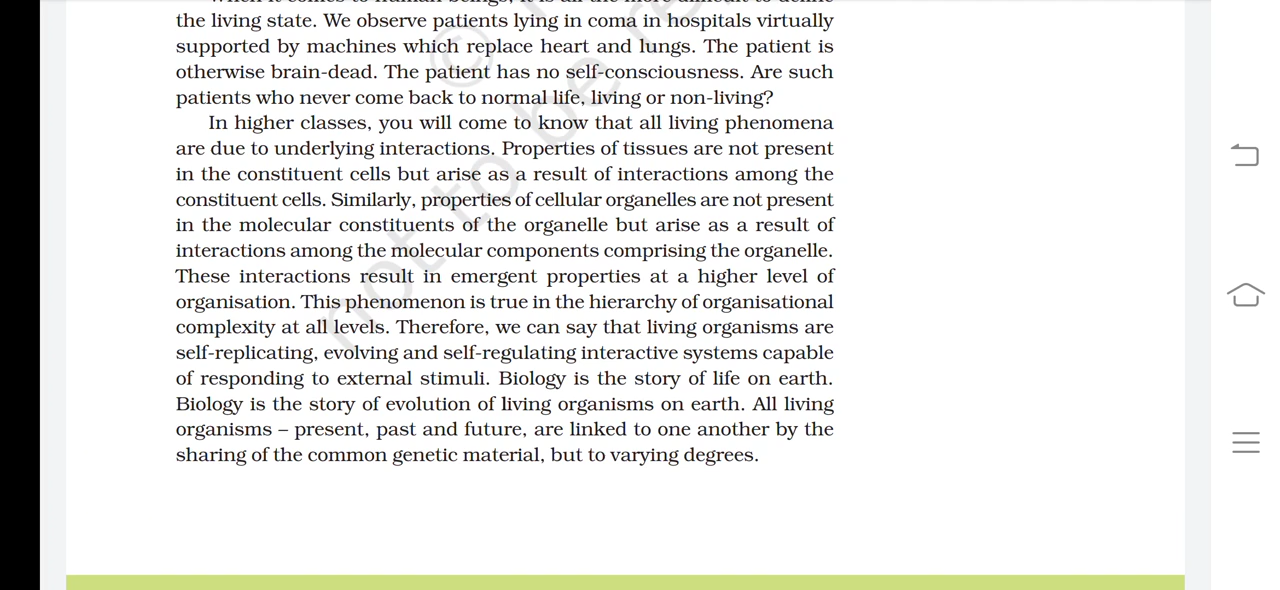 the living state. We observe patients lying in coma in hospitals virtually
supported by machines which replace heart and lungs. The patient is
otherwise brain-dead. The patient has no self-consciousness. Are such
patients who never come back to normal life, living or non-living?
In higher classes, you will come to know that all living phenomena
are due to underlying interactions. Properties of tissues are not present
in the constituent cells but arise as a result of interactions among the
constituent cells. Similarly, properties of cellular organelles are not present
in the molecular constituents of the organelle but arise as a result of
interactions among the molecular components comprising the organelle.
These interactions result in emergent properties at a higher level of
organisation. This phenomenon is true in the hierarchy of organisational
complexity at all levels. Therefore, we can say that living organisms are
self-replicating, evolving and self-regulating interactive systems capable
of responding to external stimuli. Biology is the story of life on earth.
Biology is the story of evolution of living organisms on earth. All living
organisms – present, past and future, are linked to one another by the
sharing of the common genetic material, but to varying degrees.
©
not to be